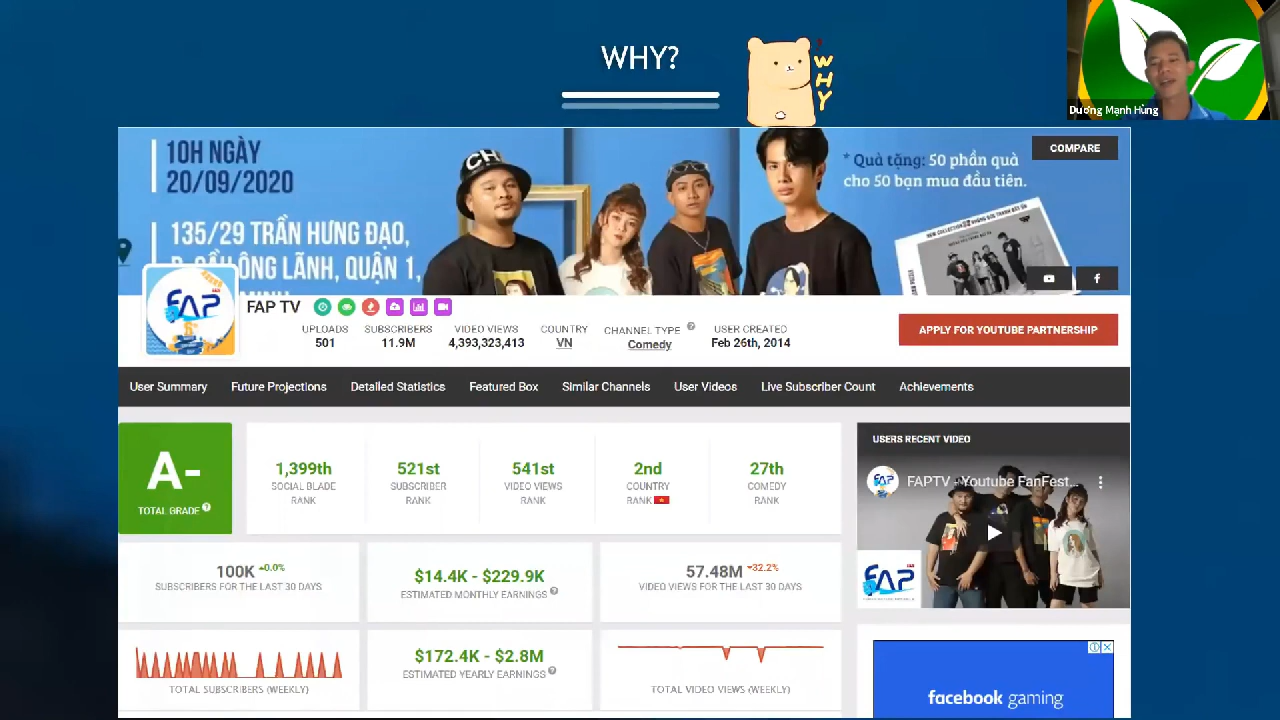 WHY?
WHY
Dương Mạnh Hùng
10H NGÀY
20/09/2020
135/29 TRẦN HƯNG ĐẠO,
ÔNG LÃNH, QUẬN 1,
* Quà tặng: 50 phần quà
cho 50 bạn mua đầu tiên.
COMPARE
CH
FAP
FAP TV
UPLOADS
501
SUBSCRIBERS
11.9M
VIDEO VIEWS
4,393,323,413
COUNTRY
VN
CHANNEL TYPE
Comedy
USER CREATED
Feb 26th, 2014
APPLY FOR YOUTUBE PARTNERSHIP
User Summary
Future Projections
Detailed Statistics
Featured Box
Similar Channels
User Videos
Live Subscriber Count
Achievements
A-
TOTAL GRADE
1,399th
SOCIAL BLADE
RANK
521st
SUBSCRIBER
RANK
541st
VIDEO VIEWS
RANK
2nd
COUNTRY
RANK
27th
COMEDY
RANK
USERS RECENT VIDEO
FAPTV - Youtube FanFest...
FAP
100K +0.0%
SUBSCRIBERS FOR THE LAST 30 DAYS
$14.4K - $229.9K
ESTIMATED MONTHLY EARNINGS
57.48M -32.2%
VIDEO VIEWS FOR THE LAST 30 DAYS
TOTAL SUBSCRIBERS (WEEKLY)
$172.4K - $2.8M
ESTIMATED YEARLY EARNINGS
TOTAL VIDEO VIEWS (WEEKLY)
facebook gaming